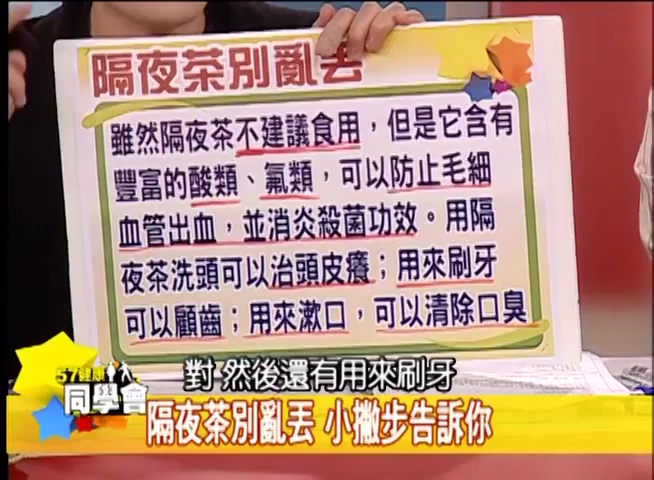 隔夜茶別亂丟
雖然隔夜茶不建議食用，但是它含有
豐富的酸類、氟類，可以防止毛細
血管出血，並消炎殺菌功效。用隔
夜茶洗頭可以治頭皮癢；用來刷牙
可以顧齒；用來漱口，可以清除口臭
57健康
同學會
對 然後還有用來刷牙
隔夜茶別亂丟 小撇步告訴你